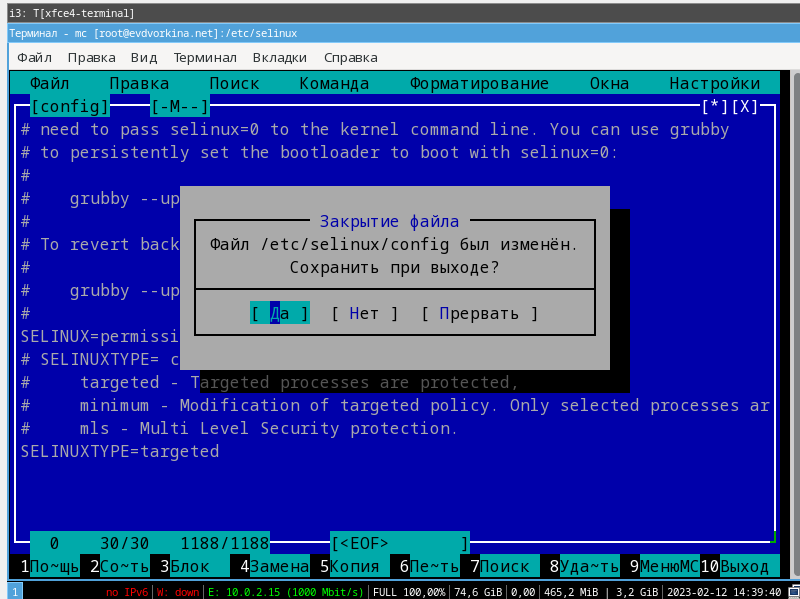 i3: T[xfce4-terminal]
Терминал - mc [root@evdvorkina.net]:/etc/selinux
Файл Правка Вид Терминал Вкладки Справка
Файл Правка Поиск Команда Форматирование Окна Настройки
[config] [-M--] [*][X]
# need to pass selinux=0 to the kernel command line. You can use grubby
# to persistently set the bootloader to boot with selinux=0:
#
# grubby --up
#
# To revert back
#
# grubby --up
#
SELINUX=permissi
# SELINUXTYPE= c
# targeted - Targeted processes are protected,
# minimum - Modification of targeted policy. Only selected processes ar
# mls - Multi Level Security protection.
SELINUXTYPE=targeted
Закрытие файла
Файл /etc/selinux/config был изменён.
Сохранить при выходе?
[ Да ] [ Нет ] [ Прервать ]
0 30/30 1188/1188 [<EOF> ]
1По~щь 2Со~ть 3Блок 4Замена 5Копия 6Пе~ть 7Поиск 8Уда~ть 9МенюMC 10Выход
1 no IPv6 | W: down | E: 10.0.2.15 (1000 Mbit/s) | FULL 100,00% | 74,6 GiB | 0,00 | 465,2 MiB | 3,2 GiB | 2023-02-12 14:39:40